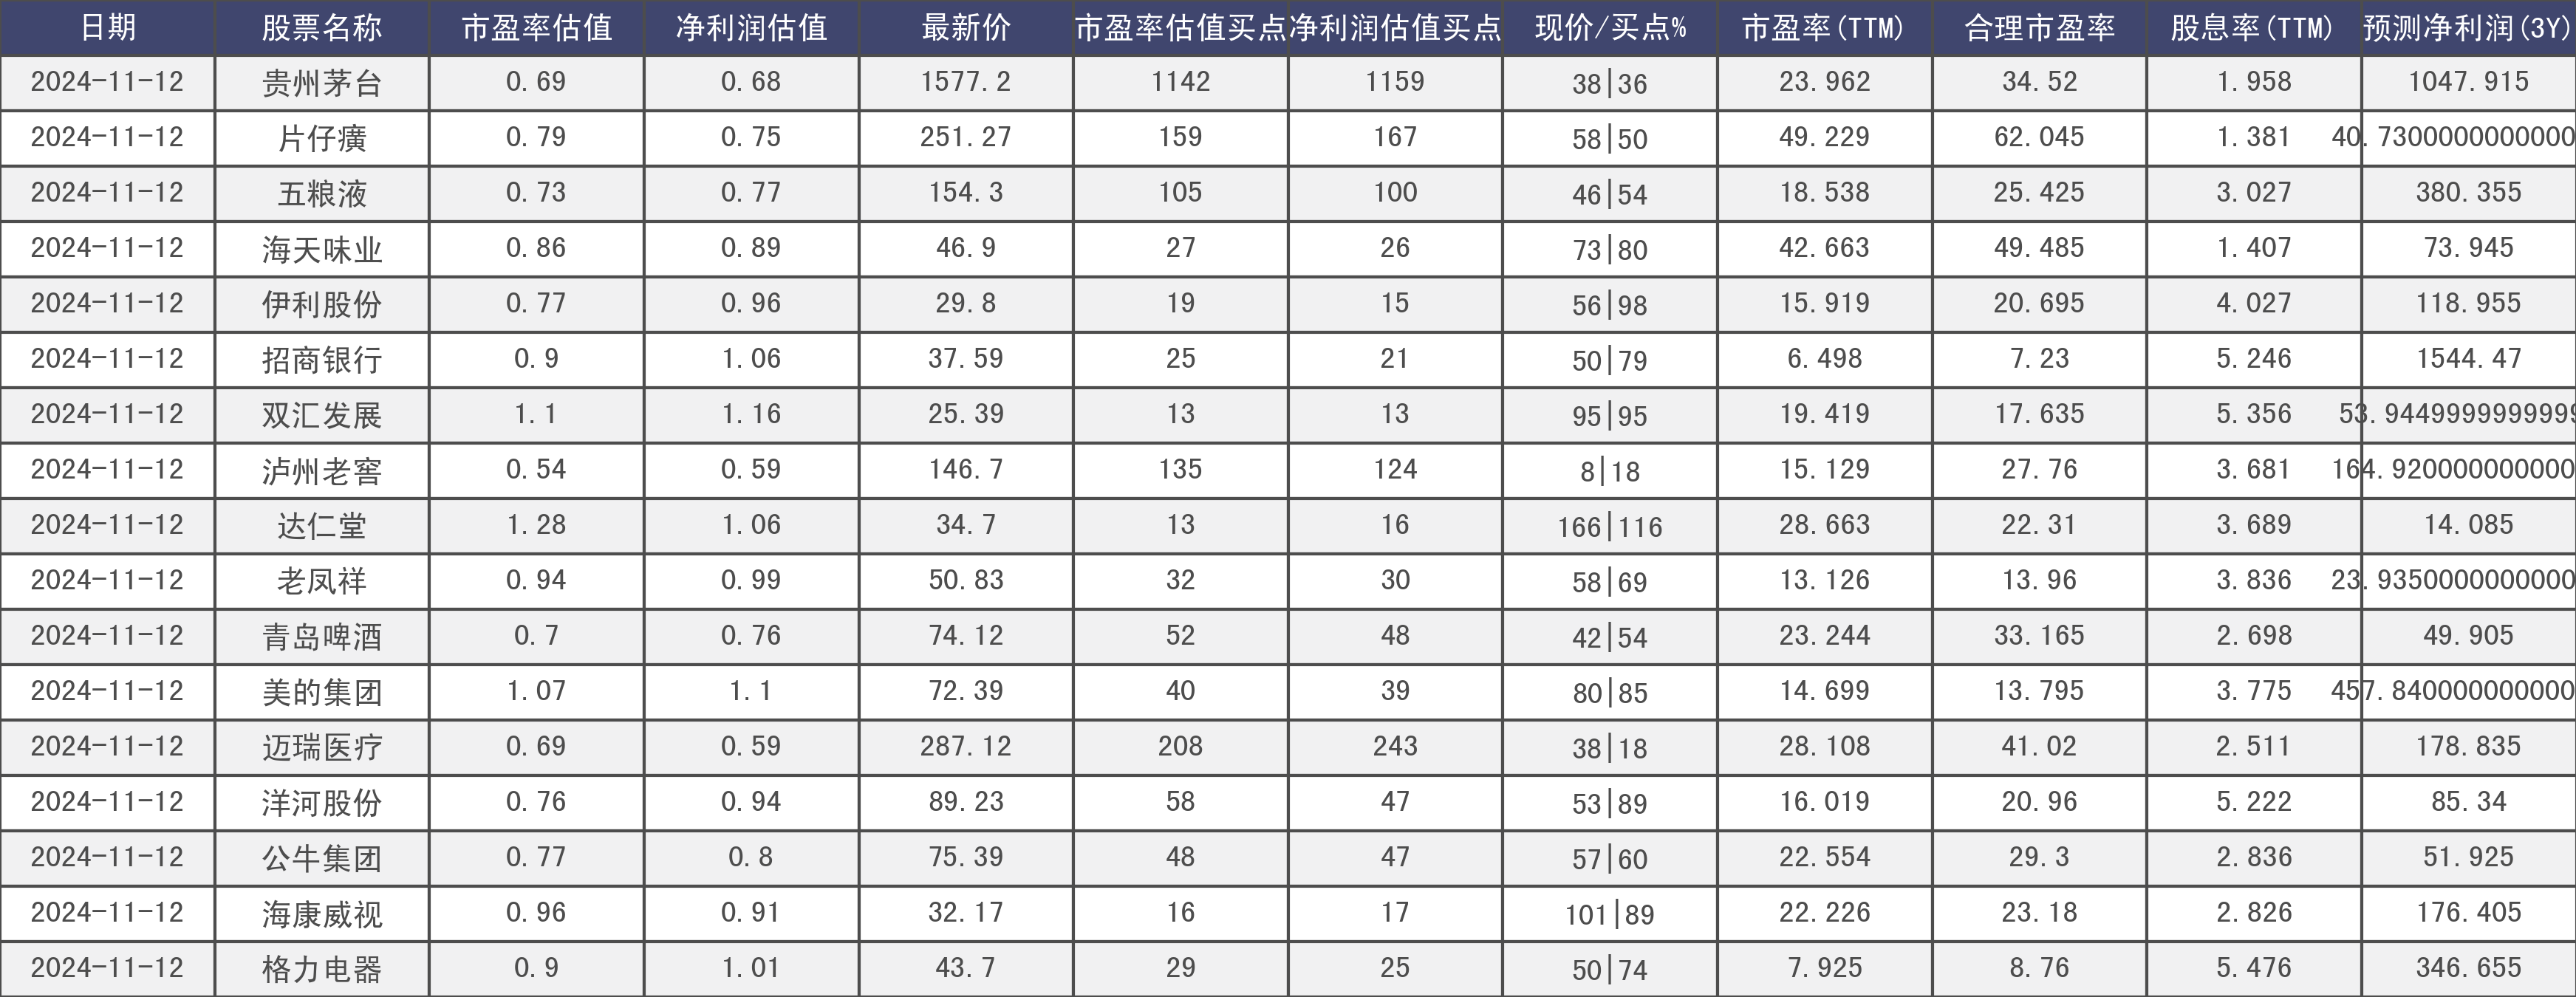 日期 股票名称 市盈率估值 净利润估值 最新价 市盈率估值买点 净利润估值买点 现价/买点% 市盈率(TTM) 合理市盈率 股息率(TTM) 预测净利润(3Y)
2024-11-12 贵州茅台 0.69 0.68 1577.2 1142 1159 38|36 23.962 34.52 1.958 1047.915
2024-11-12 片仔癀 0.79 0.75 251.27 159 167 58|50 49.229 62.045 1.381 40.7300000000000
2024-11-12 五粮液 0.73 0.77 154.3 105 100 46|54 18.538 25.425 3.027 380.355
2024-11-12 海天味业 0.86 0.89 46.9 27 26 73|80 42.663 49.485 1.407 73.945
2024-11-12 伊利股份 0.77 0.96 29.8 19 15 56|98 15.919 20.695 4.027 118.955
2024-11-12 招商银行 0.9 1.06 37.59 25 21 50|79 6.498 7.23 5.246 1544.47
2024-11-12 双汇发展 1.1 1.16 25.39 13 13 95|95 19.419 17.635 5.356 53.9449999999999
2024-11-12 泸州老窖 0.54 0.59 146.7 135 124 8|18 15.129 27.76 3.681 164.920000000000
2024-11-12 达仁堂 1.28 1.06 34.7 13 16 166|116 28.663 22.31 3.689 14.085
2024-11-12 老凤祥 0.94 0.99 50.83 32 30 58|69 13.126 13.96 3.836 23.9350000000000
2024-11-12 青岛啤酒 0.7 0.76 74.12 52 48 42|54 23.244 33.165 2.698 49.905
2024-11-12 美的集团 1.07 1.1 72.39 40 39 80|85 14.699 13.795 3.775 457.840000000000
2024-11-12 迈瑞医疗 0.69 0.59 287.12 208 243 38|18 28.108 41.02 2.511 178.835
2024-11-12 洋河股份 0.76 0.94 89.23 58 47 53|89 16.019 20.96 5.222 85.34
2024-11-12 公牛集团 0.77 0.8 75.39 48 47 57|60 22.554 29.3 2.836 51.925
2024-11-12 海康威视 0.96 0.91 32.17 16 17 101|89 22.226 23.18 2.826 176.405
2024-11-12 格力电器 0.9 1.01 43.7 29 25 50|74 7.925 8.76 5.476 346.655